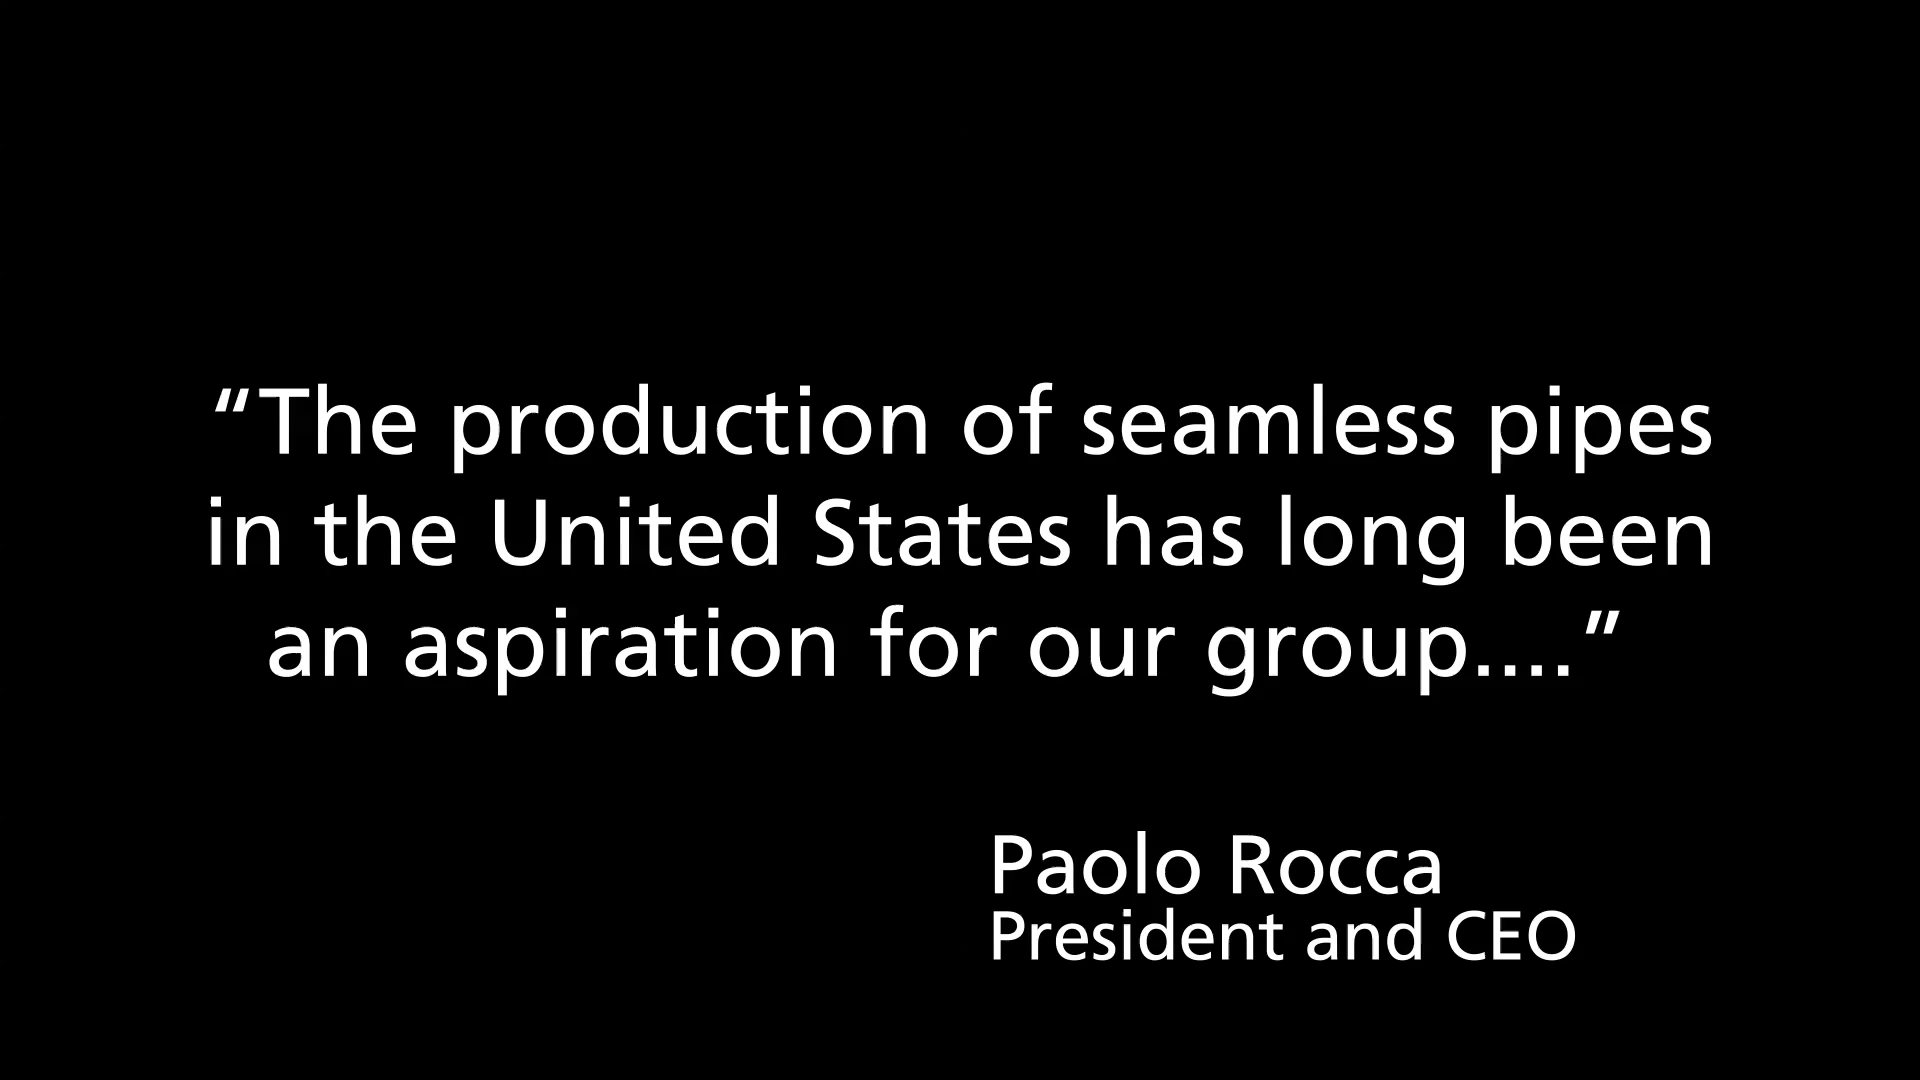 “The production of seamless pipes
in the United States has long been
an aspiration for our group....”
Paolo Rocca
President and CEO